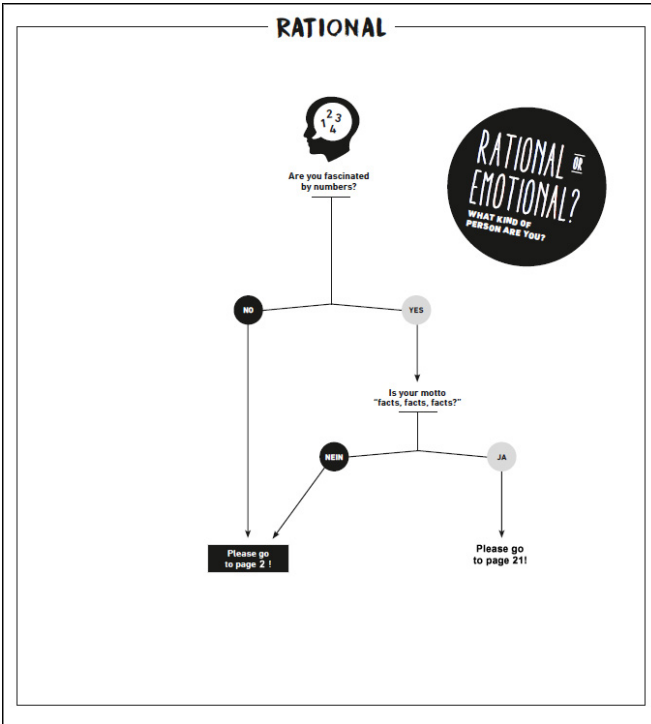 RATIONAL
1 2 3
4
Are you fascinated
by numbers?
RATIONAL OR
EMOTIONAL?
WHAT KIND OF
PERSON ARE YOU?
NO
YES
Is your motto
"facts, facts, facts?"
NEIN
JA
Please go
to page 2 !
Please go
to page 21!